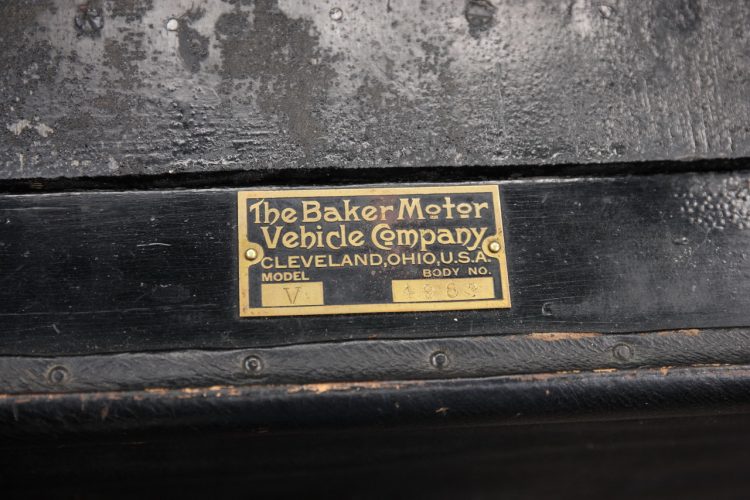 The Baker Motor
Vehicle Company
CLEVELAND, OHIO, U.S.A.
MODEL BODY NO.
V